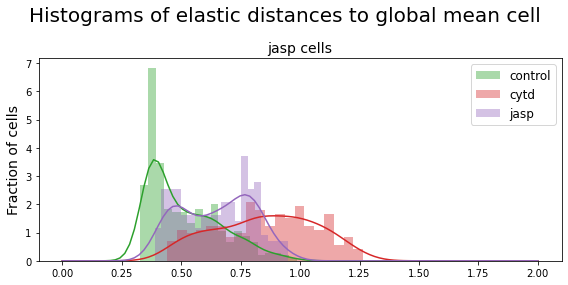 Histograms of elastic distances to global mean cell
jasp cells
Fraction of cells
7
6
5
4
3
2
1
0
control
cytd
jasp
0.00 0.25 0.50 0.75 1.00 1.25 1.50 1.75 2.00